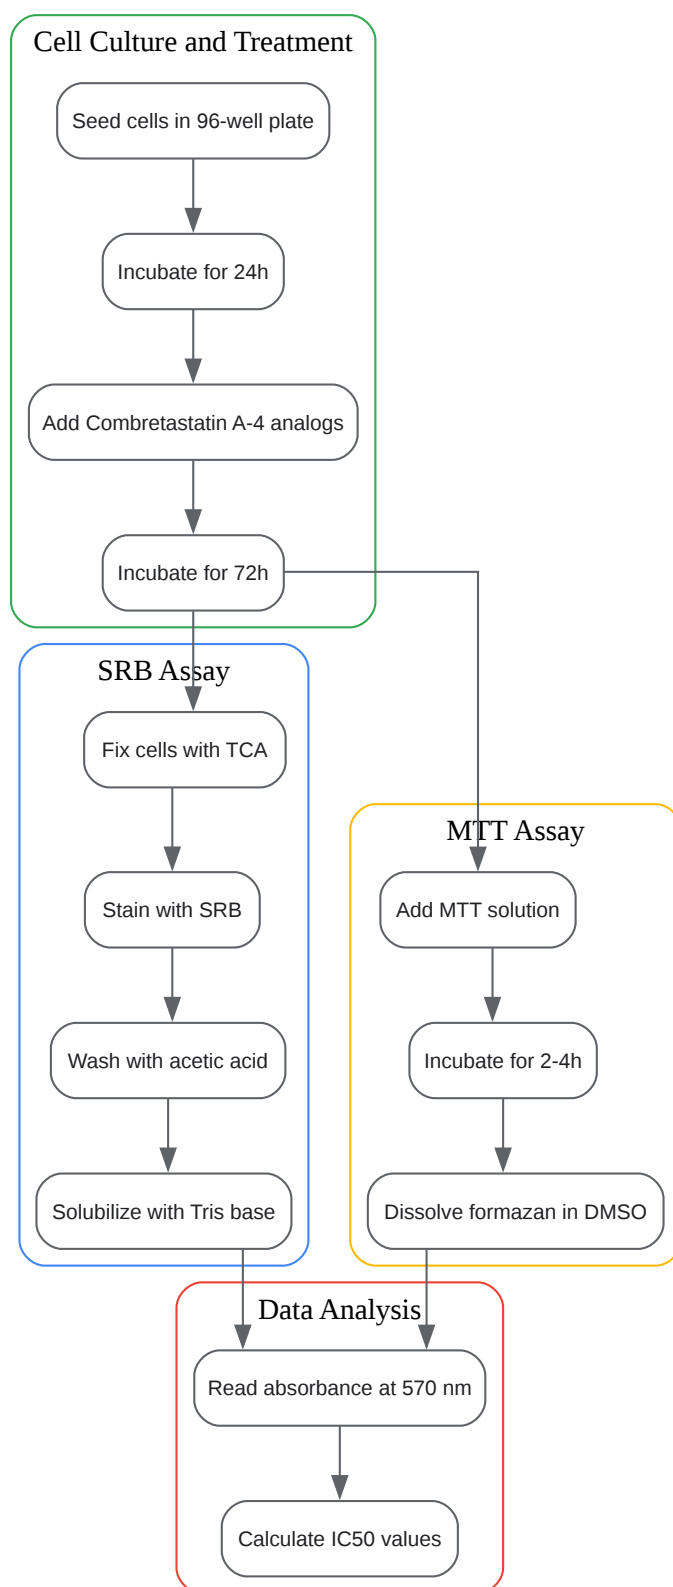 Cell Culture and Treatment
Seed cells in 96-well plate
Incubate for 24h
Add Combretastatin A-4 analogs
Incubate for 72h
SRB Assay
Fix cells with TCA
Stain with SRB
Wash with acetic acid
Solubilize with Tris base
MTT Assay
Add MTT solution
Incubate for 2-4h
Dissolve formazan in DMSO
Data Analysis
Read absorbance at 570 nm
Calculate IC50 values